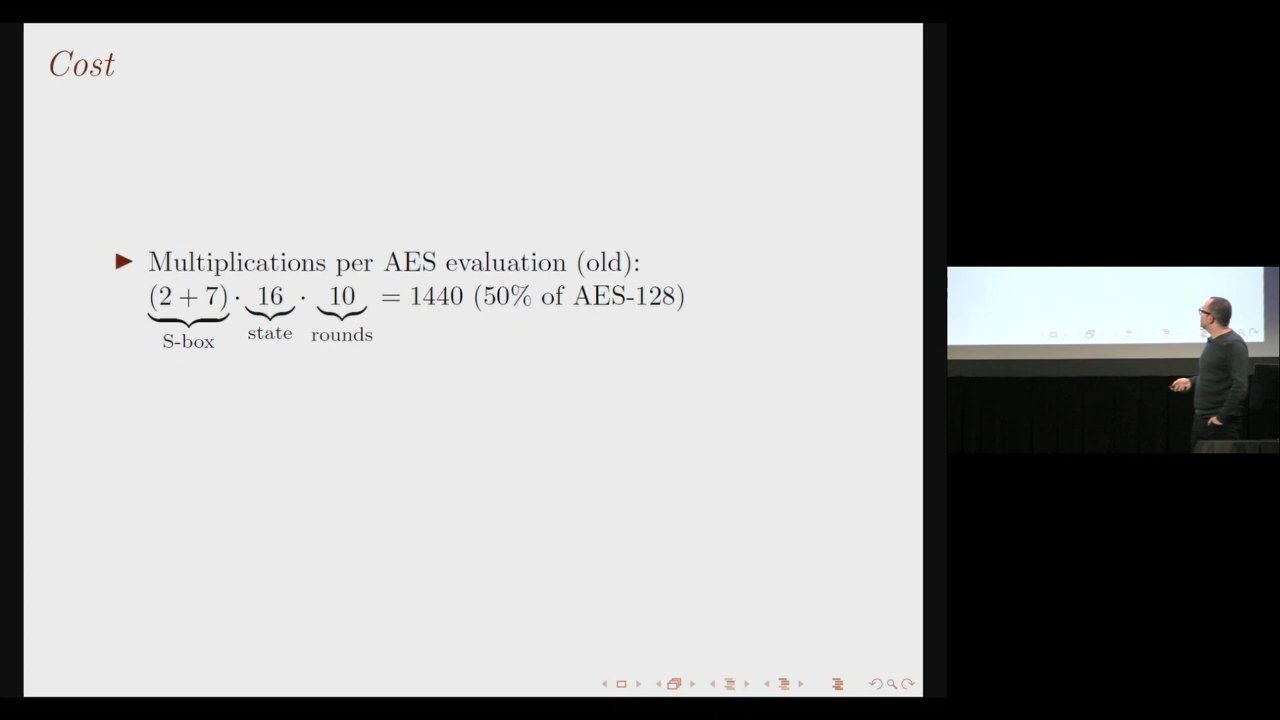 Cost
▶ Multiplications per AES evaluation (old):
(2 + 7) · 16 · 10 = 1440 (50% of AES-128)
S-box state rounds